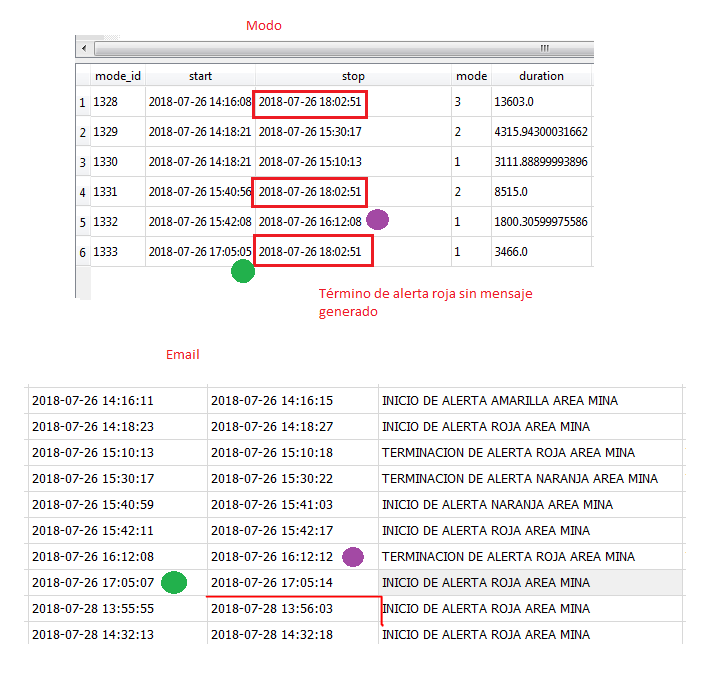 Modo
mode_id start stop mode duration
1 1328 2018-07-26 14:16:08 2018-07-26 18:02:51 3 13603.0
2 1329 2018-07-26 14:18:21 2018-07-26 15:30:17 2 4315.94300031662
3 1330 2018-07-26 14:18:21 2018-07-26 15:10:13 1 3111.88899993896
4 1331 2018-07-26 15:40:56 2018-07-26 18:02:51 2 8515.0
5 1332 2018-07-26 15:42:08 2018-07-26 16:12:08 1 1800.30599975586
6 1333 2018-07-26 17:05:05 2018-07-26 18:02:51 1 3466.0
Término de alerta roja sin mensaje
generado
Email
2018-07-26 14:16:11 2018-07-26 14:16:15 INICIO DE ALERTA AMARILLA AREA MINA
2018-07-26 14:18:23 2018-07-26 14:18:27 INICIO DE ALERTA ROJA AREA MINA
2018-07-26 15:10:13 2018-07-26 15:10:18 TERMINACION DE ALERTA ROJA AREA MINA
2018-07-26 15:30:17 2018-07-26 15:30:22 TERMINACION DE ALERTA NARANJA AREA MINA
2018-07-26 15:40:59 2018-07-26 15:41:03 INICIO DE ALERTA NARANJA AREA MINA
2018-07-26 15:42:11 2018-07-26 15:42:17 INICIO DE ALERTA ROJA AREA MINA
2018-07-26 16:12:08 2018-07-26 16:12:12 TERMINACION DE ALERTA ROJA AREA MINA
2018-07-26 17:05:07 2018-07-26 17:05:14 INICIO DE ALERTA ROJA AREA MINA
2018-07-28 13:55:55 2018-07-28 13:56:03 INICIO DE ALERTA ROJA AREA MINA
2018-07-28 14:32:13 2018-07-28 14:32:18 INICIO DE ALERTA ROJA AREA MINA